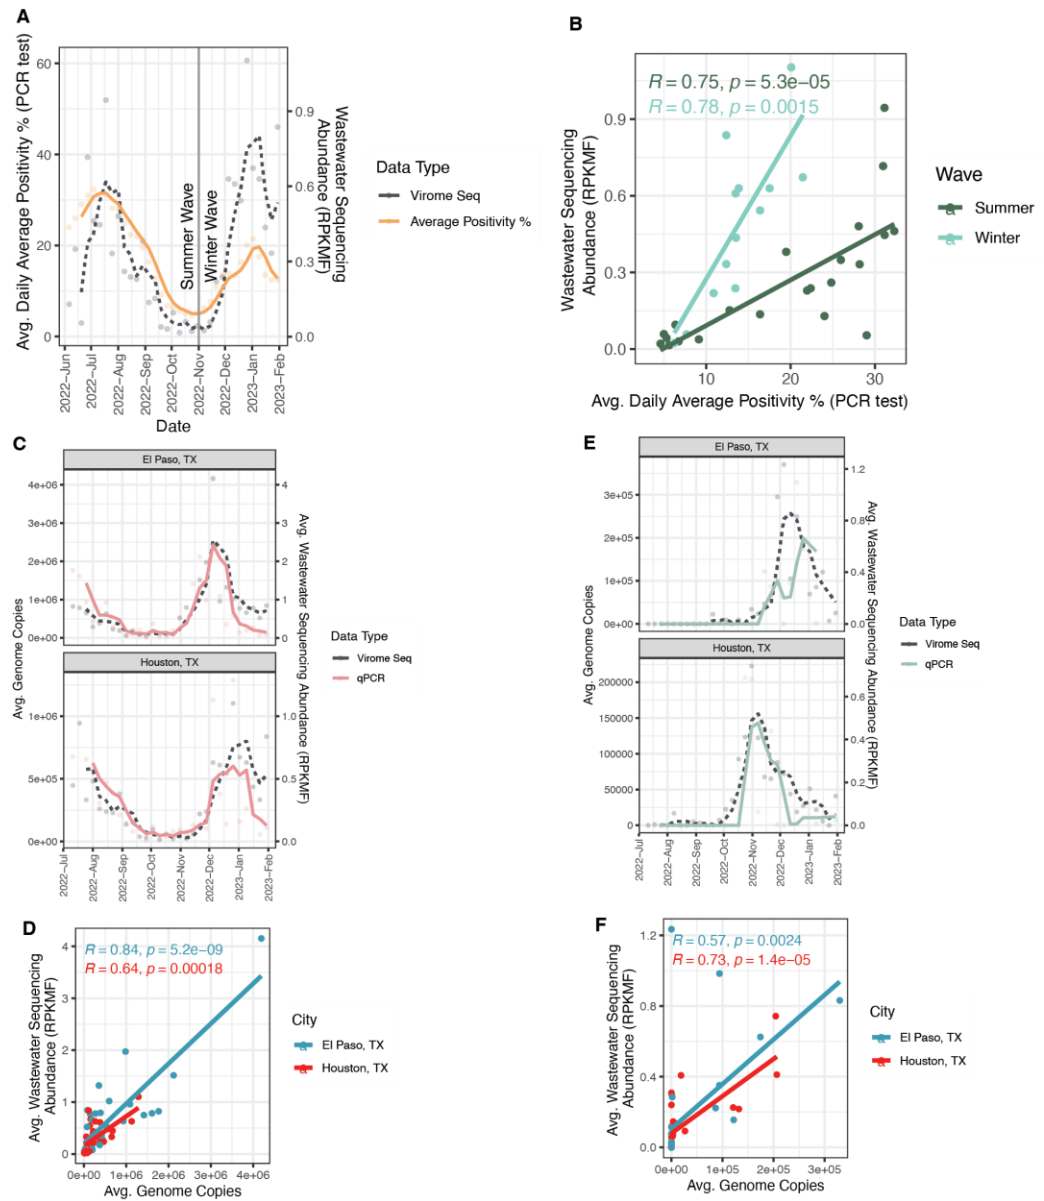 A
Avg. Daily Average Positivity % (PCR test)
60
40
20
0
Summer Wave
Winter Wave
0.9
0.6
0.3
0.0
Wastewater Sequencing
Abundance (RPKMF)
2022–Jun
2022–Jul
2022–Aug
2022–Sep
2022–Oct
2022–Nov
2022–Dec
2023–Jan
2023–Feb
Date
Data Type
Virome Seq
Average Positivity %
B
Wastewater Sequencing
Abundance (RPKMF)
0.9
0.6
0.3
0.0
R = 0.75, p = 5.3e−05
R = 0.78, p = 0.0015
10
20
30
Avg. Daily Average Positivity % (PCR test)
Wave
Summer
Winter
C
Avg. Genome Copies
El Paso, TX
4e+06
3e+06
2e+06
1e+06
0e+00
4
3
2
1
0
Houston, TX
1e+06
5e+05
0e+00
1.0
0.5
0.0
Avg. Wastewater Sequencing Abundance (RPKMF)
2022–Jul
2022–Aug
2022–Sep
2022–Oct
2022–Nov
2022–Dec
2023–Jan
2023–Feb
Data Type
Virome Seq
qPCR
E
Avg. Genome Copies
El Paso, TX
3e+05
2e+05
1e+05
0e+00
1.2
0.8
0.4
0.0
Houston, TX
200000
150000
100000
50000
0
0.6
0.4
0.2
0.0
Avg. Wastewater Sequencing Abundance (RPKMF)
2022–Jul
2022–Aug
2022–Sep
2022–Oct
2022–Nov
2022–Dec
2023–Jan
2023–Feb
Data Type
Virome Seq
qPCR
D
Avg. Wastewater Sequencing
Abundance (RPKMF)
4
3
2
1
0
R = 0.84, p = 5.2e−09
R = 0.64, p = 0.00018
0e+00
1e+06
2e+06
3e+06
4e+06
Avg. Genome Copies
City
El Paso, TX
Houston, TX
F
Avg. Wastewater Sequencing
Abundance (RPKMF)
1.2
0.8
0.4
0.0
R = 0.57, p = 0.0024
R = 0.73, p = 1.4e−05
0e+00
1e+05
2e+05
3e+05
Avg. Genome Copies
City
El Paso, TX
Houston, TX